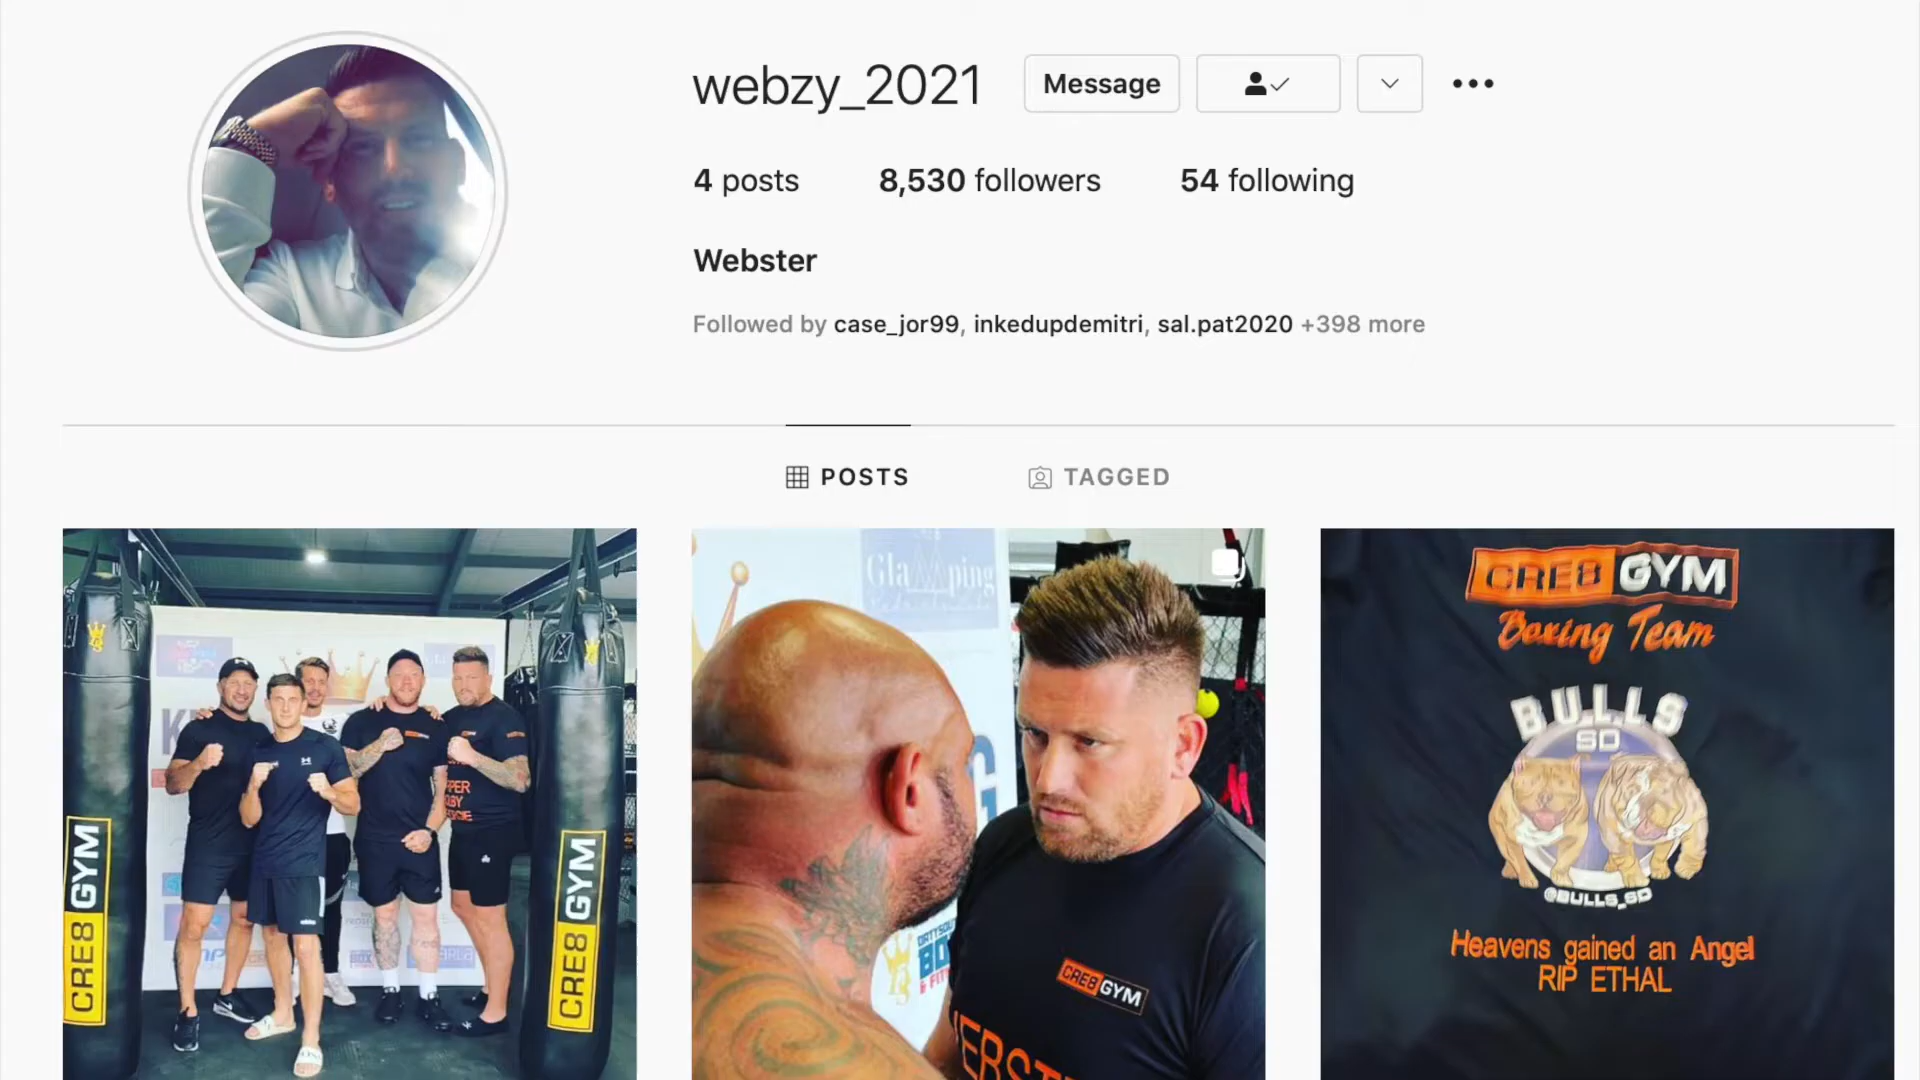 webzy_2021
Message
4 posts
8,530 followers
54 following
Webster
Followed by case_jor99, inkedupdemitri, sal.pat2020 +398 more
POSTS
TAGGED
CRE8 GYM
CRE8 GYM
Glamping
CRE8 GYM
CRE8 GYM
Boxing Team
BULLS
SD
@BULLS_SD
Heavens gained an Angel
RIP ETHAL